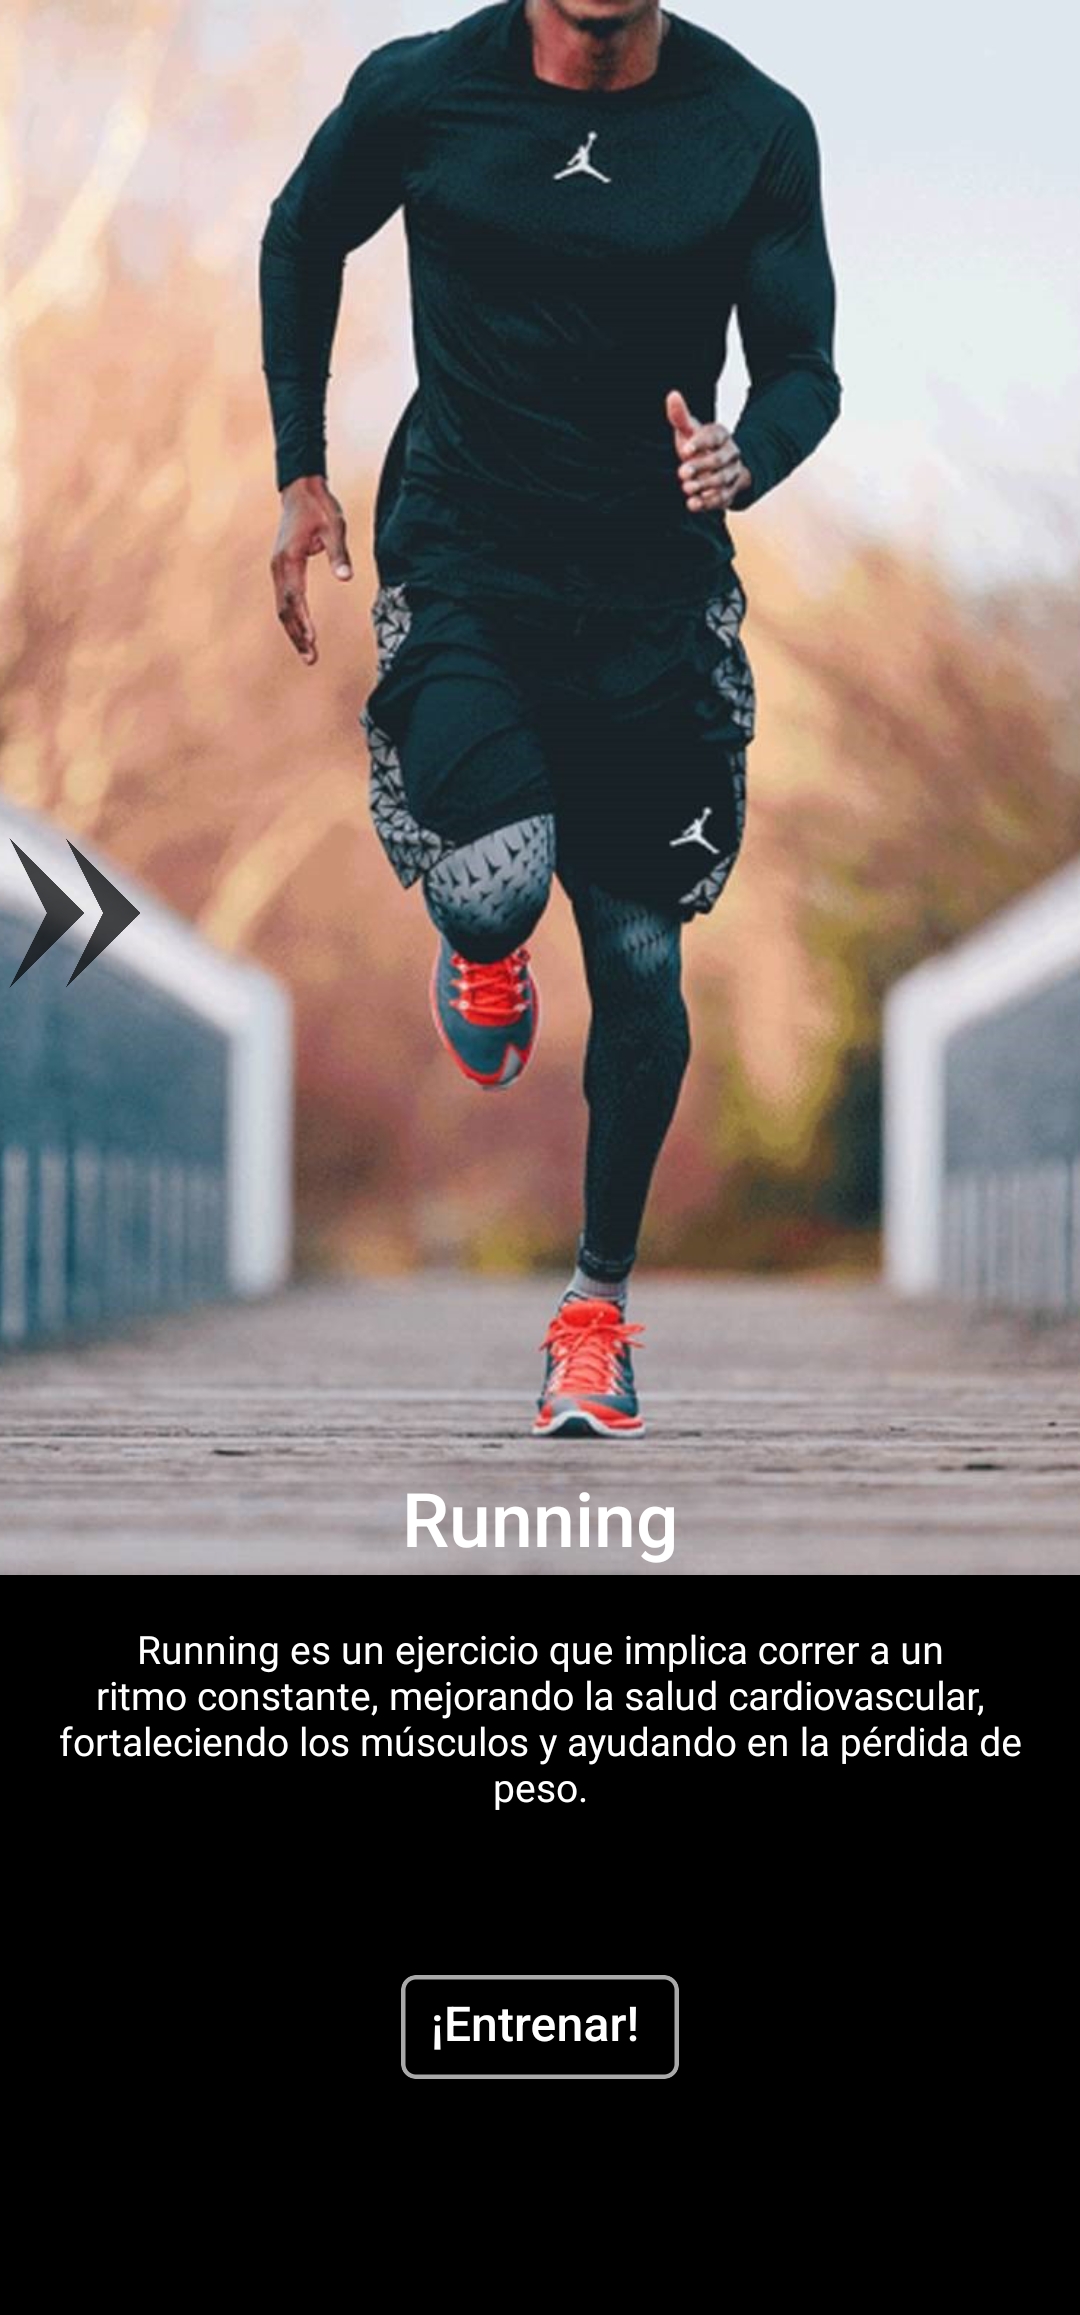 Running
Running es un ejercicio que implica correr a un
ritmo constante, mejorando la salud cardiovascular,
fortaleciendo los músculos y ayudando en la pérdida de
peso.
¡Entrenar!